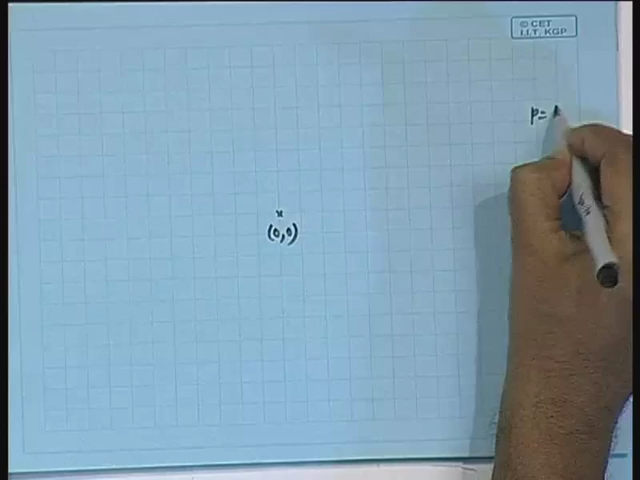 © CET
I.I.T. KGP
P=
x
(0,0)